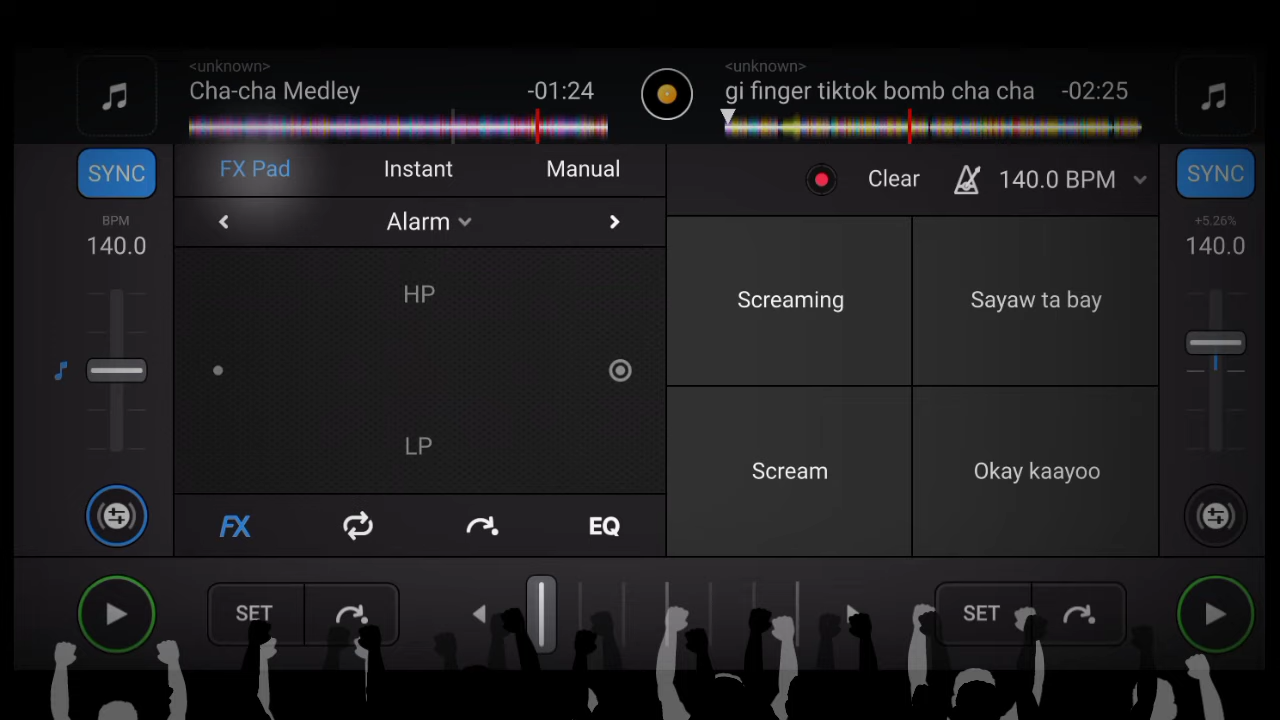 <unknown>
Cha-cha Medley
-01:24
<unknown>
gi finger tiktok bomb cha cha
-02:25
SYNC
FX Pad
Instant
Manual
Clear
140.0 BPM
SYNC
BPM
140.0
Alarm
+5.26%
140.0
HP
LP
Screaming
Sayaw ta bay
Scream
Okay kaayoo
FX
EQ
SET
SET